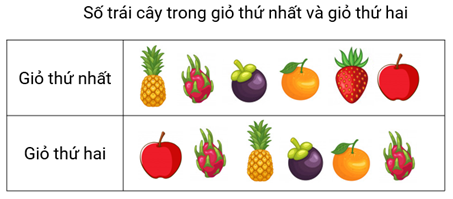 Số trái cây trong giỏ thứ nhất và giỏ thứ hai
Giỏ thứ nhất
Giỏ thứ hai